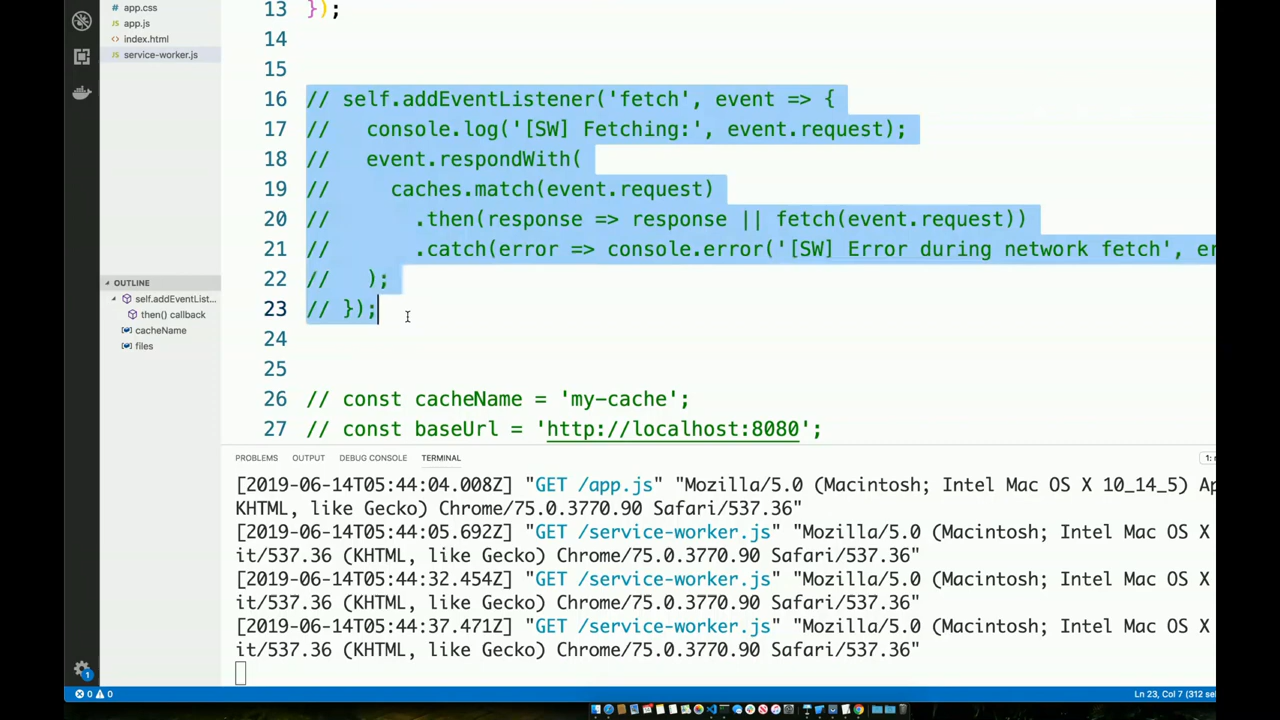 app.css
app.js
index.html
service-worker.js
OUTLINE
self.addEventList...
then() callback
cacheName
files
13 });
14
15
16 // self.addEventListener('fetch', event => {
17 //   console.log('[SW] Fetching:', event.request);
18 //   event.respondWith(
19 //     caches.match(event.request)
20 //       .then(response => response || fetch(event.request))
21 //       .catch(error => console.error('[SW] Error during network fetch', er
22 //   );
23 // });
24
25
26 // const cacheName = 'my-cache';
27 // const baseUrl = 'http://localhost:8080';
PROBLEMS OUTPUT DEBUG CONSOLE TERMINAL
1:
[2019-06-14T05:44:04.008Z] "GET /app.js" "Mozilla/5.0 (Macintosh; Intel Mac OS X 10_14_5) Ap
KHTML, like Gecko) Chrome/75.0.3770.90 Safari/537.36"
[2019-06-14T05:44:05.692Z] "GET /service-worker.js" "Mozilla/5.0 (Macintosh; Intel Mac OS X
it/537.36 (KHTML, like Gecko) Chrome/75.0.3770.90 Safari/537.36"
[2019-06-14T05:44:32.454Z] "GET /service-worker.js" "Mozilla/5.0 (Macintosh; Intel Mac OS X
it/537.36 (KHTML, like Gecko) Chrome/75.0.3770.90 Safari/537.36"
[2019-06-14T05:44:37.471Z] "GET /service-worker.js" "Mozilla/5.0 (Macintosh; Intel Mac OS X
it/537.36 (KHTML, like Gecko) Chrome/75.0.3770.90 Safari/537.36"
1
0 0
Ln 23, Col 7 (312 sel